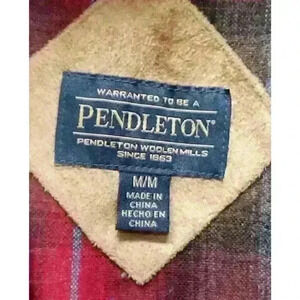 WARRANTED TO BE A
PENDLETON®
PENDLETON WOOLEN MILLS
SINCE 1863
M/M
MADE IN
CHINA
HECHO EN
CHINA